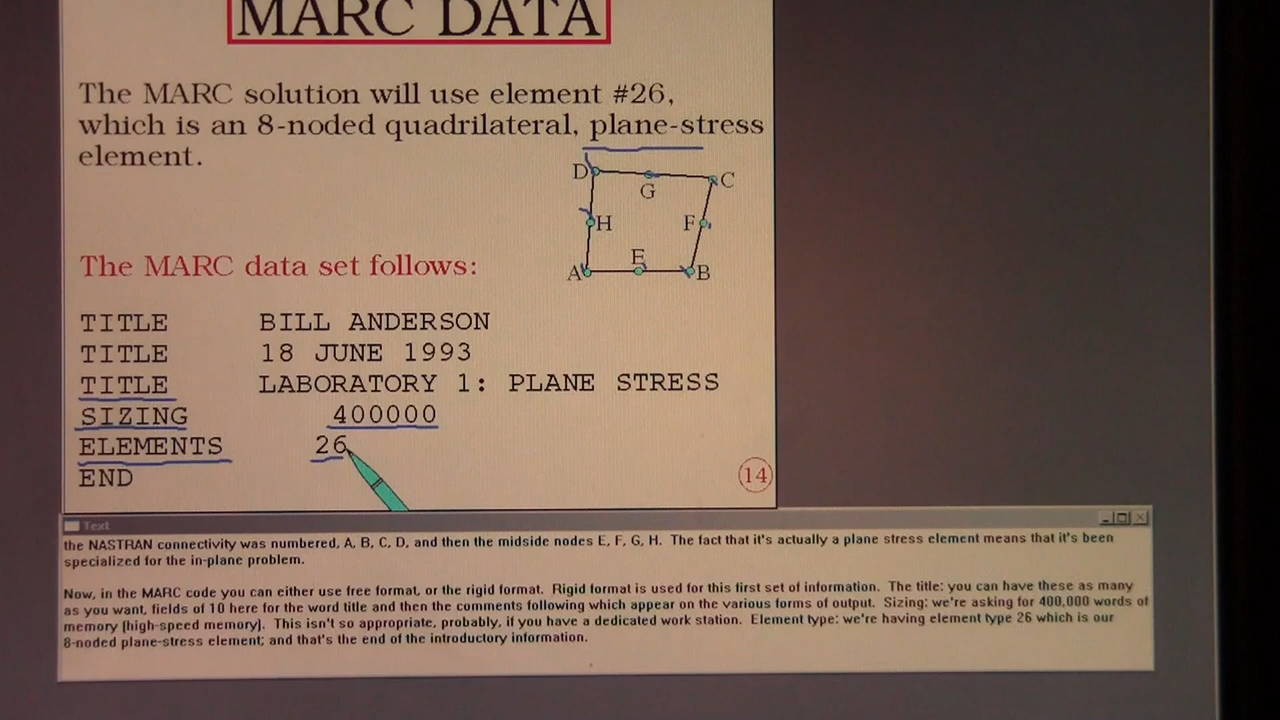 MARC DATA
The MARC solution will use element #26,
which is an 8-noded quadrilateral, plane-stress
element.
D
G
C
H
F
A
E
B
The MARC data set follows:
TITLE BILL ANDERSON
TITLE 18 JUNE 1993
TITLE LABORATORY 1: PLANE STRESS
SIZING 400000
ELEMENTS 26
END
14
Text
the NASTRAN connectivity was numbered, A, B, C, D, and then the midside nodes E, F, G, H. The fact that it's actually a plane stress element means that it's been
specialized for the in-plane problem.
Now, in the MARC code you can either use free format, or the rigid format. Rigid format is used for this first set of information. The title: you can have these as many
as you want, fields of 10 here for the word title and then the comments following which appear on the various forms of output. Sizing: we're asking for 400,000 words of
memory (high-speed memory). This isn't so appropriate, probably, if you have a dedicated work station. Element type: we're having element type 26 which is our
8-noded plane-stress element; and that's the end of the introductory information.